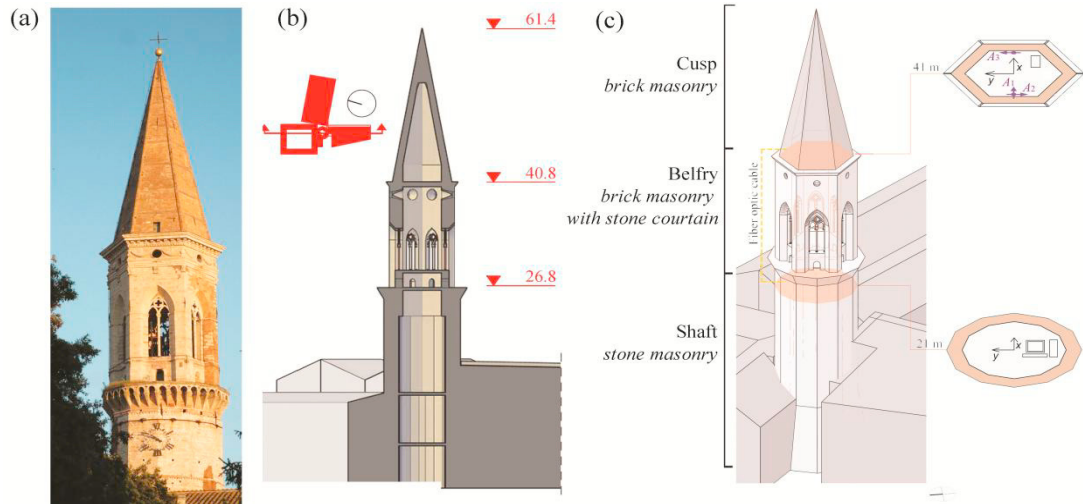 (a)
(b)
61.4
40.8
26.8
(c)
Cusp
brick masonry
Belfry
brick masonry
with stone courtain
Shaft
stone masonry
Fiber optic cable
41 m
A3
x
y
A1
A2
21 m
x
y